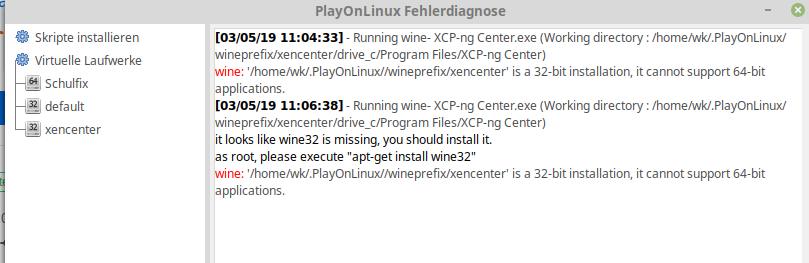 PlayOnLinux Fehlerdiagnose
Skripte installieren
Virtuelle Laufwerke
64 Schulfix
32 default
32 xencenter
[03/05/19 11:04:33] - Running wine- XCP-ng Center.exe (Working directory : /home/wk/.PlayOnLinux/
wineprefix/xencenter/drive_c/Program Files/XCP-ng Center)
wine: '/home/wk/.PlayOnLinux//wineprefix/xencenter' is a 32-bit installation, it cannot support 64-bit
applications.
[03/05/19 11:06:38] - Running wine- XCP-ng Center.exe (Working directory : /home/wk/.PlayOnLinux/
wineprefix/xencenter/drive_c/Program Files/XCP-ng Center)
it looks like wine32 is missing, you should install it.
as root, please execute "apt-get install wine32"
wine: '/home/wk/.PlayOnLinux//wineprefix/xencenter' is a 32-bit installation, it cannot support 64-bit
applications.